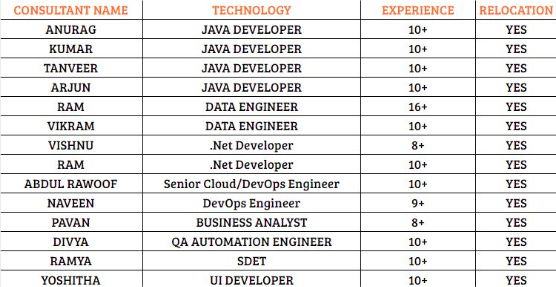 CONSULTANT NAME TECHNOLOGY EXPERIENCE RELOCATION
ANURAG JAVA DEVELOPER 10+ YES
KUMAR JAVA DEVELOPER 10+ YES
TANVEER JAVA DEVELOPER 10+ YES
ARJUN JAVA DEVELOPER 10+ YES
RAM DATA ENGINEER 16+ YES
VIKRAM DATA ENGINEER 10+ YES
VISHNU .Net Developer 8+ YES
RAM .Net Developer 10+ YES
ABDUL RAWOOF Senior Cloud/DevOps Engineer 10+ YES
NAVEEN DevOps Engineer 9+ YES
PAVAN BUSINESS ANALYST 8+ YES
DIVYA QA AUTOMATION ENGINEER 10+ YES
RAMYA SDET 10+ YES
YOSHITHA UI DEVELOPER 10+ YES